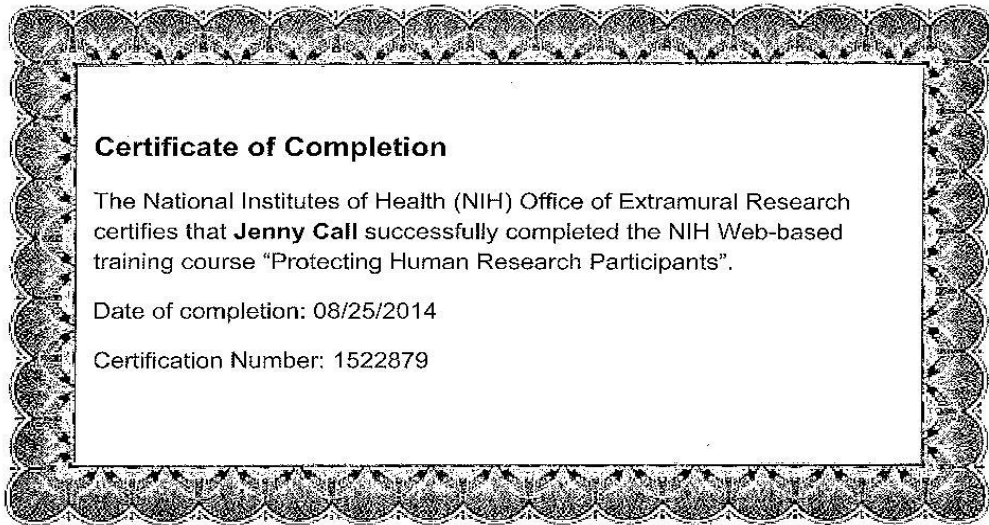 Certificate of Completion
The National Institutes of Health (NIH) Office of Extramural Research
certifies that Jenny Call successfully completed the NIH Web-based
training course “Protecting Human Research Participants”.
Date of completion: 08/25/2014
Certification Number: 1522879